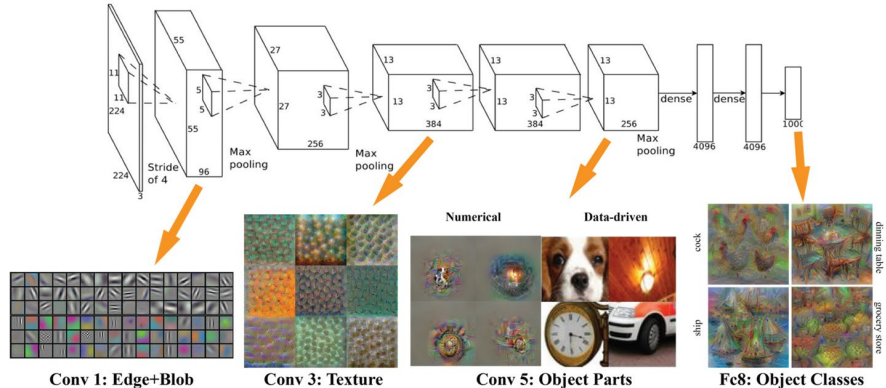 55
27
13
13
13
11
5
3
3
3
11
5
27
3
13
3
13
3
13
dense
dense
224
55
384
384
256
1000
256
Max
pooling
4096
4096
Stride
of 4
96
Max
pooling
Max
pooling
224
3
Numerical
Data-driven
cock
dinning table
ship
grocery store
Conv 1: Edge+Blob
Conv 3: Texture
Conv 5: Object Parts
Fc8: Object Classes